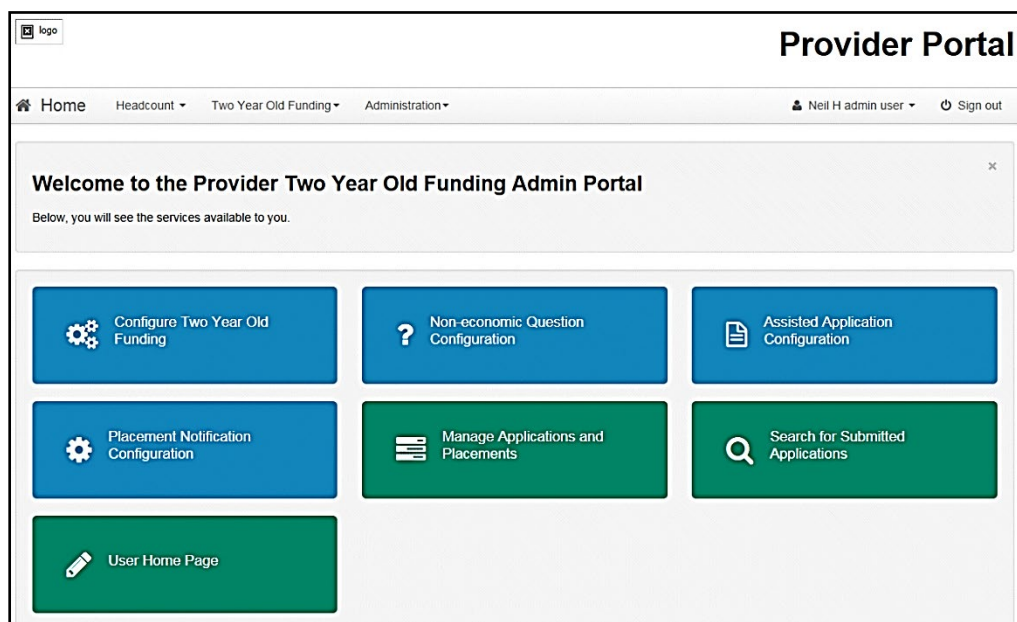 logo
Provider Portal
Home Headcount Two Year Old Funding Administration Neil H admin user Sign out
×
Welcome to the Provider Two Year Old Funding Admin Portal
Below, you will see the services available to you.
Configure Two Year Old
Funding
Non-economic Question
Configuration
Assisted Application
Configuration
Placement Notification
Configuration
Manage Applications and
Placements
Search for Submitted
Applications
User Home Page